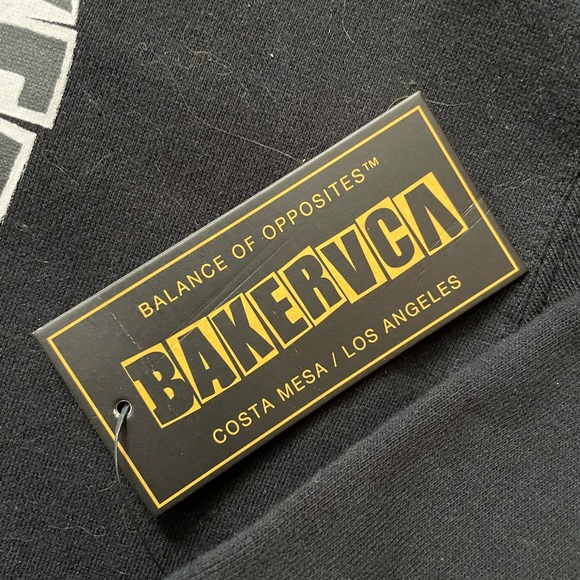 BALANCE OF OPPOSITES™
BAKERVCA
COSTA MESA / LOS ANGELES